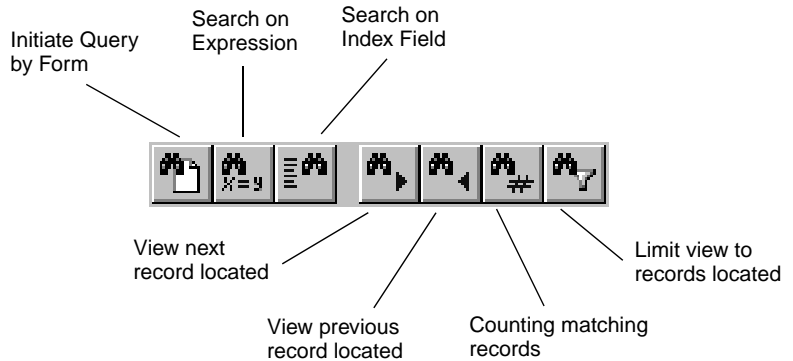 Initiate Query
by Form
Search on
Expression
Search on
Index Field
x=y
#
View next
record located
View previous
record located
Counting matching
records
Limit view to
records located